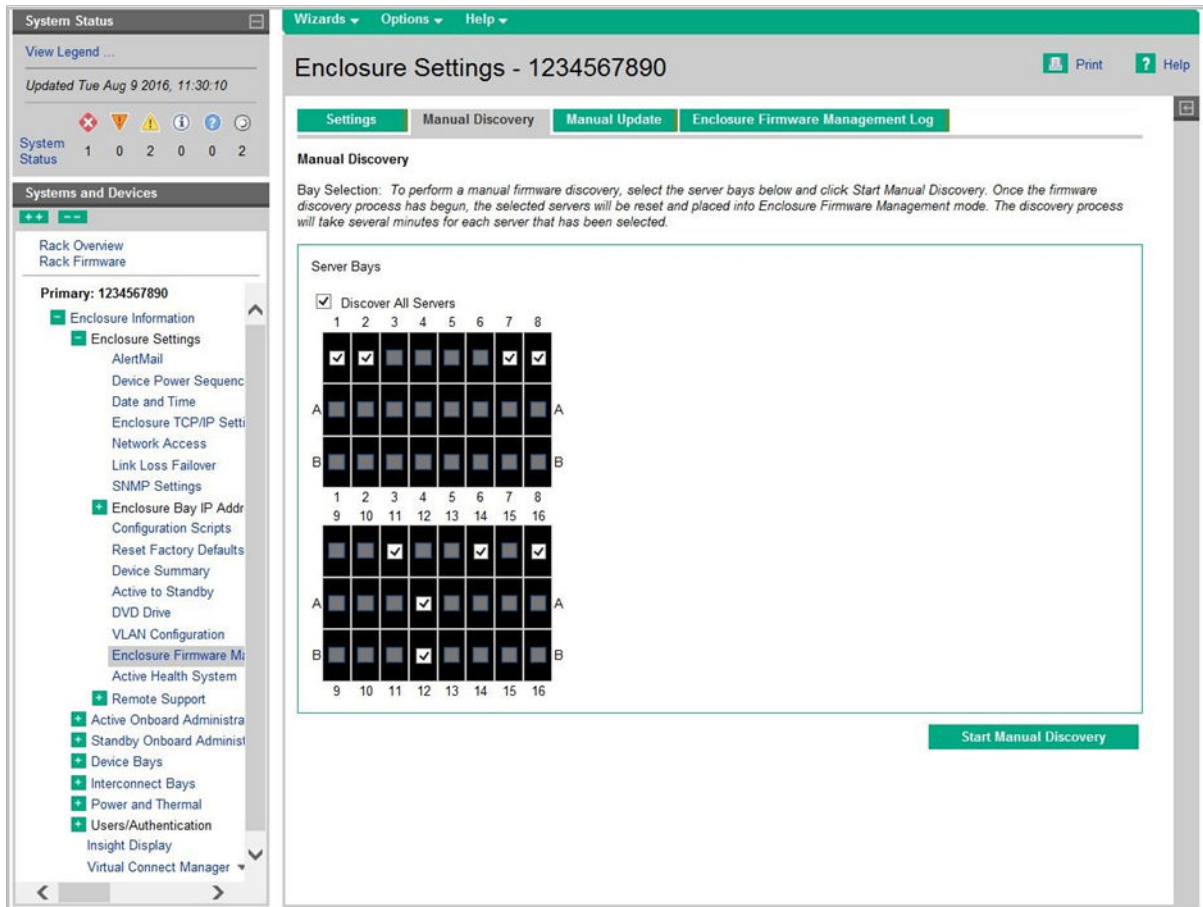 System Status
View Legend ...
Updated Tue Aug 9 2016, 11:30:10
System Status 1 0 2 0 0 2
Systems and Devices
Rack Overview
Rack Firmware
Primary: 1234567890
Enclosure Information
Enclosure Settings
AlertMail
Device Power Sequenc
Date and Time
Enclosure TCP/IP Setti
Network Access
Link Loss Failover
SNMP Settings
Enclosure Bay IP Addr
Configuration Scripts
Reset Factory Defaults
Device Summary
Active to Standby
DVD Drive
VLAN Configuration
Enclosure Firmware Ma
Active Health System
Remote Support
Active Onboard Administra
Standby Onboard Administ
Device Bays
Interconnect Bays
Power and Thermal
Users/Authentication
Insight Display
Virtual Connect Manager
Wizards Options Help
Enclosure Settings - 1234567890
Print ? Help
Settings Manual Discovery Manual Update Enclosure Firmware Management Log
Manual Discovery
Bay Selection: To perform a manual firmware discovery, select the server bays below and click Start Manual Discovery. Once the firmware
discovery process has begun, the selected servers will be reset and placed into Enclosure Firmware Management mode. The discovery process
will take several minutes for each server that has been selected.
Server Bays
Discover All Servers
1 2 3 4 5 6 7 8
A A
B B
1 2 3 4 5 6 7 8
9 10 11 12 13 14 15 16
A A
B B
9 10 11 12 13 14 15 16
Start Manual Discovery